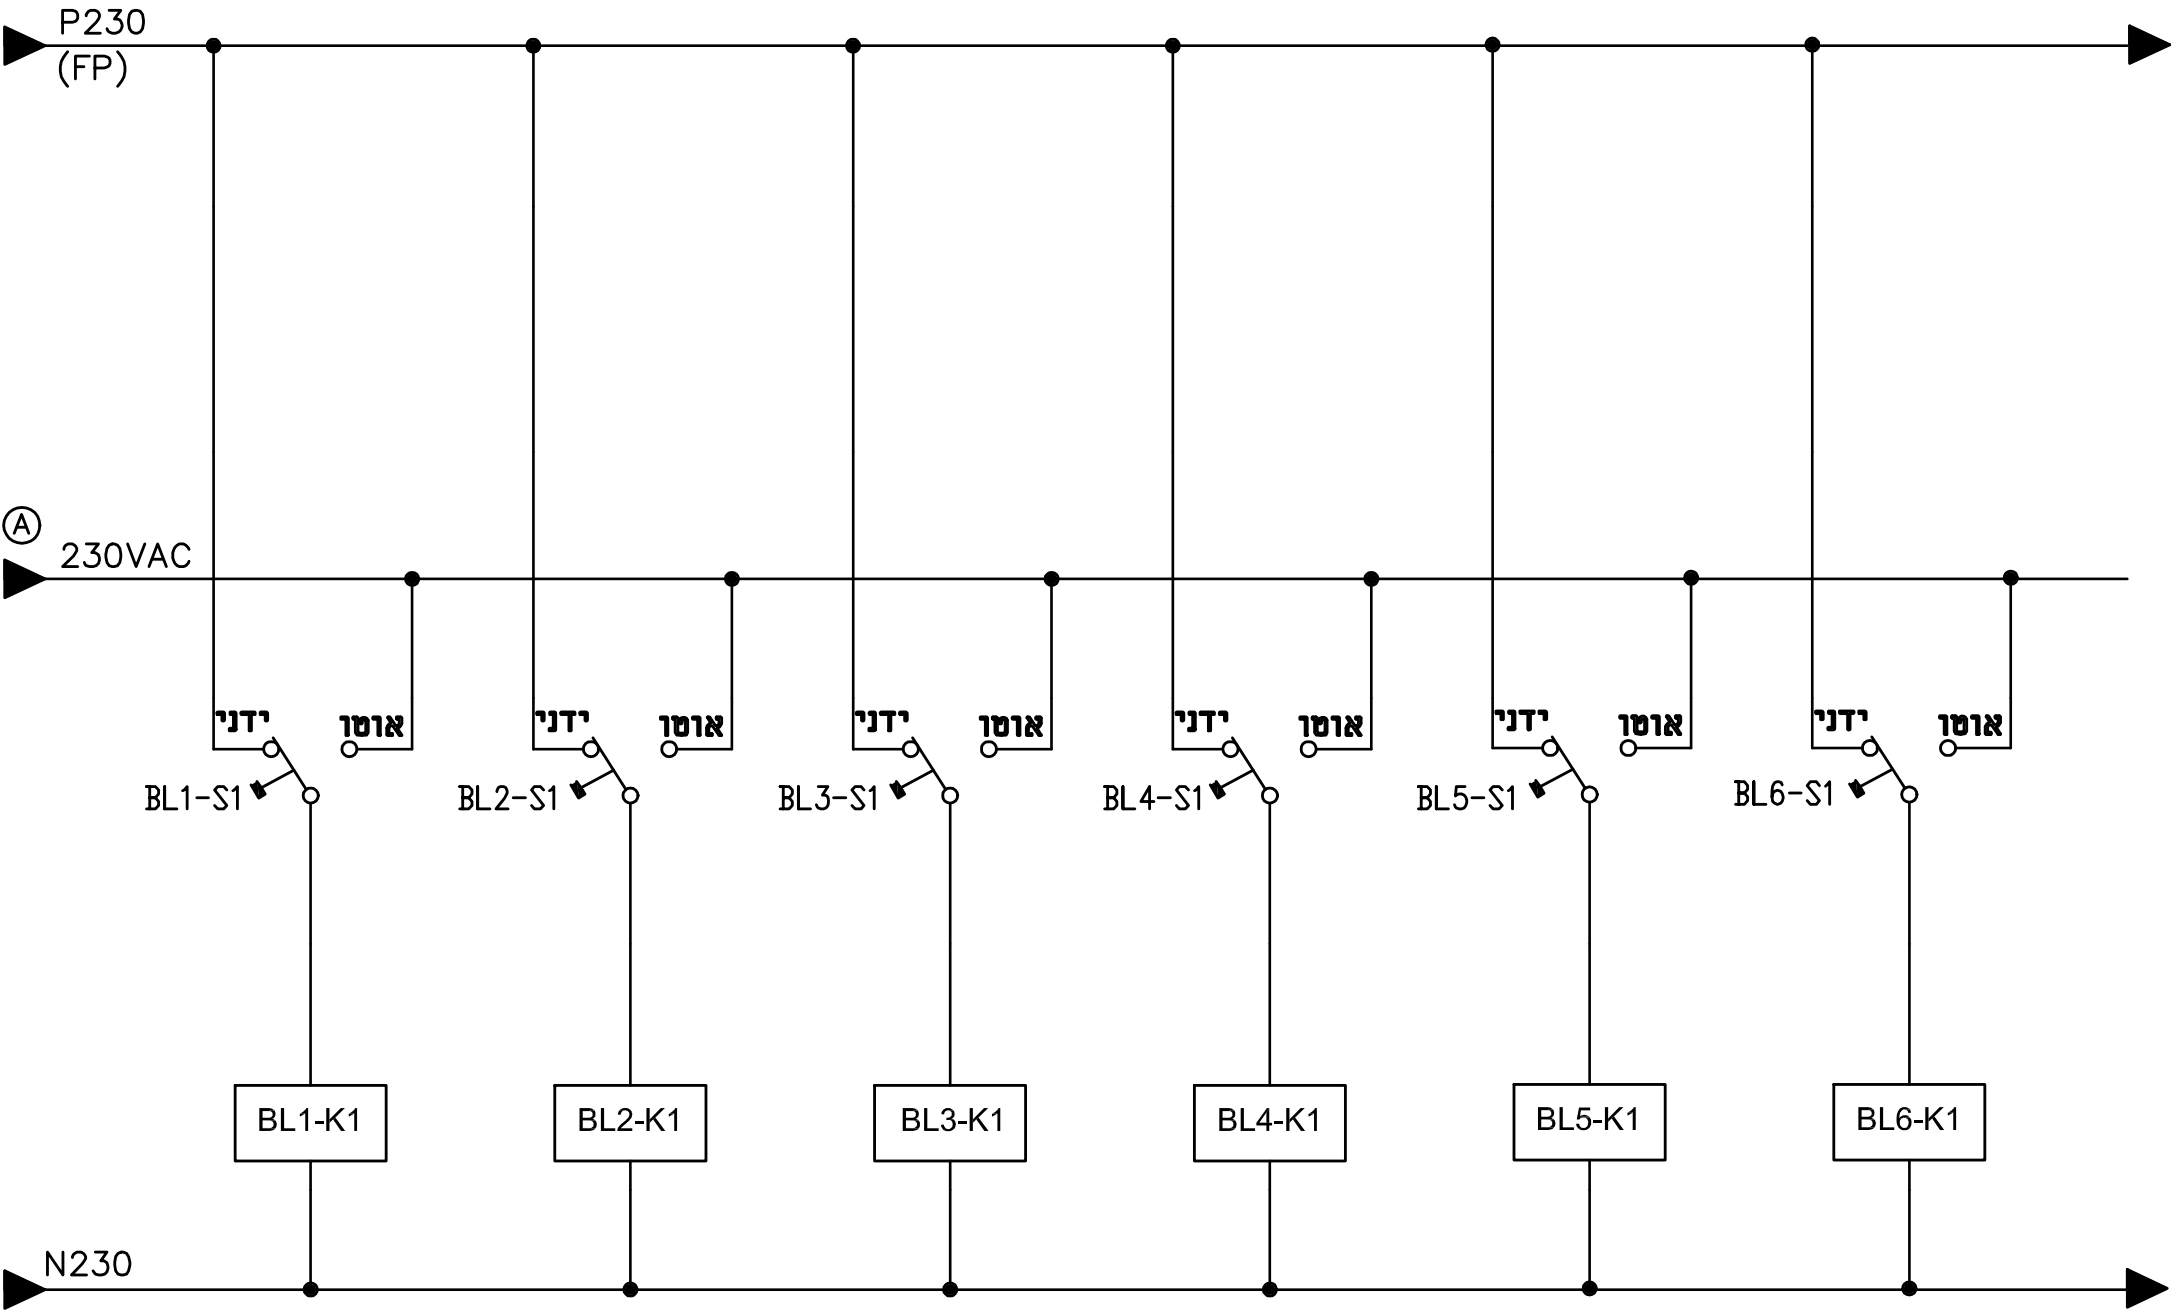 P230
(FP)
A
230VAC
ידני אוטו ידני אוטו ידני אוטו ידני אוטו ידני אוטו ידני אוטו
BL1-S1 BL2-S1 BL3-S1 BL4-S1 BL5-S1 BL6-S1
BL1-K1 BL2-K1 BL3-K1 BL4-K1 BL5-K1 BL6-K1
N230